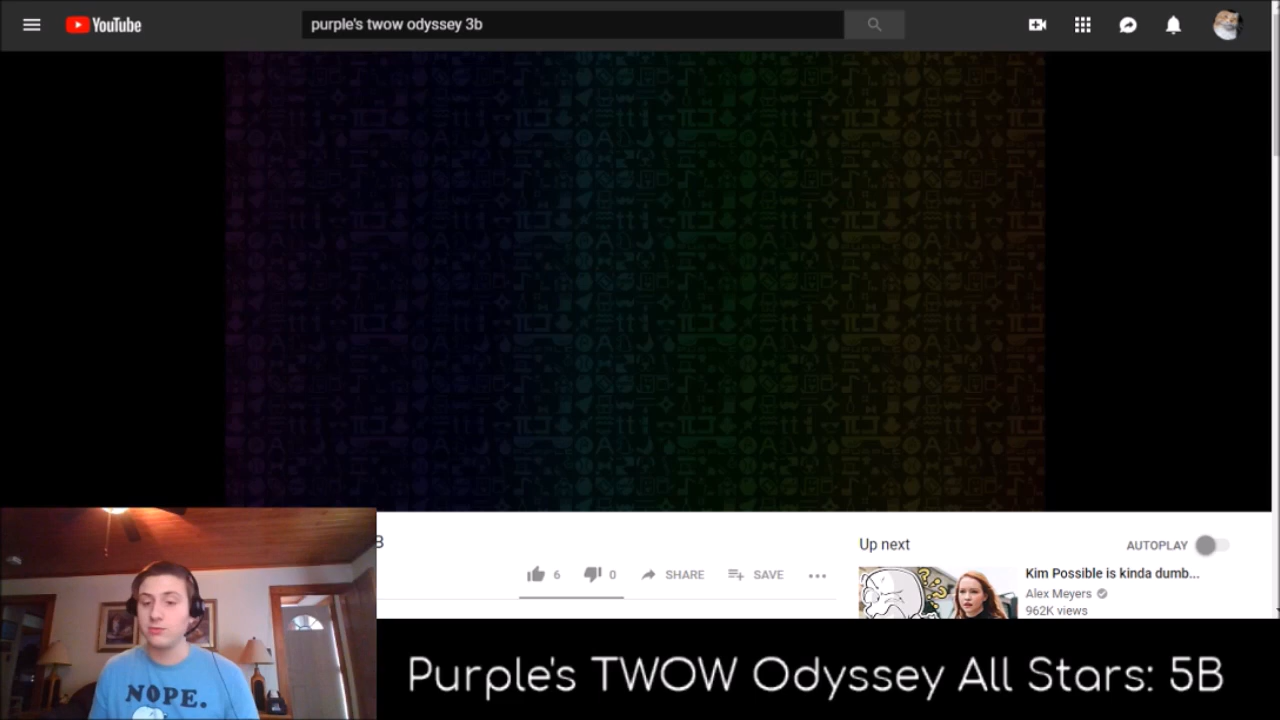 YouTube
purple's twow odyssey 3b
B
6
0
SHARE
SAVE
Up next
AUTOPLAY
Kim Possible is kinda dumb...
Alex Meyers
962K views
NOPE.
Purple's TWOW Odyssey All Stars: 5B